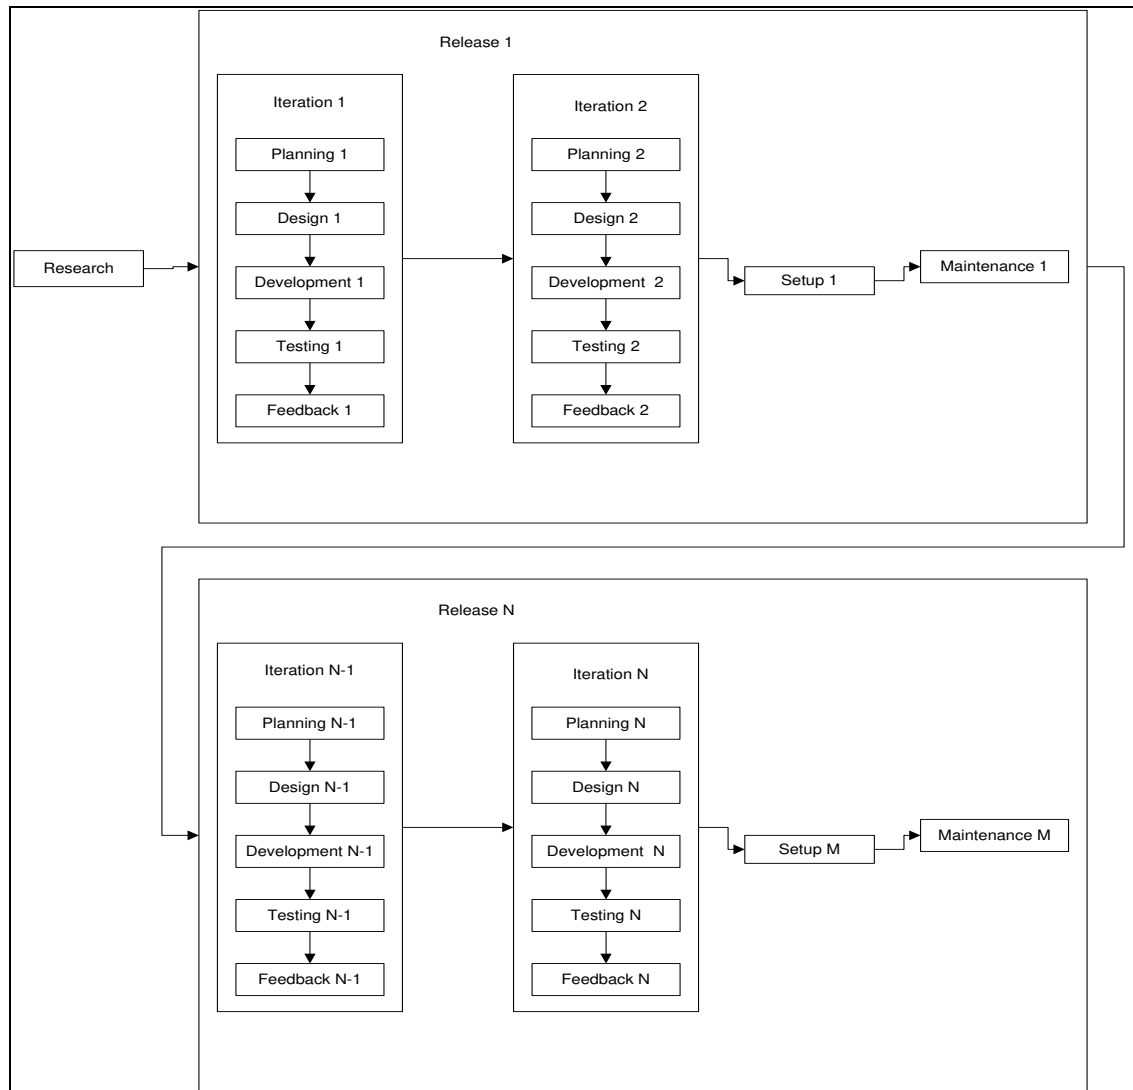 Release 1
Iteration 1
Planning 1
Design 1
Development 1
Testing 1
Feedback 1
Iteration 2
Planning 2
Design 2
Development  2
Testing 2
Feedback 2
Research
Setup 1
Maintenance 1
Release N
Iteration N-1
Planning N-1
Design N-1
Development N-1
Testing N-1
Feedback N-1
Iteration N
Planning N
Design N
Development  N
Testing N
Feedback N
Setup M
Maintenance M